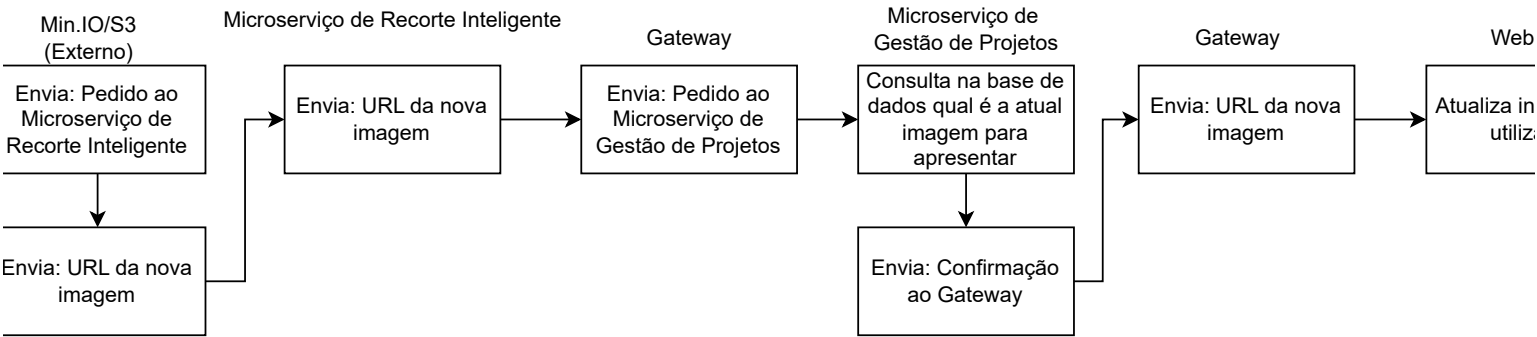 Min.IO/S3
(Externo)
Envia: Pedido ao
Microserviço de
Recorte Inteligente
Envia: URL da nova
imagem
Microserviço de Recorte Inteligente
Envia: URL da nova
imagem
Gateway
Envia: Pedido ao
Microserviço de
Gestão de Projetos
Microserviço de
Gestão de Projetos
Consulta na base de
dados qual é a atual
imagem para
apresentar
Envia: Confirmação
ao Gateway
Gateway
Envia: URL da nova
imagem
Web
Atualiza